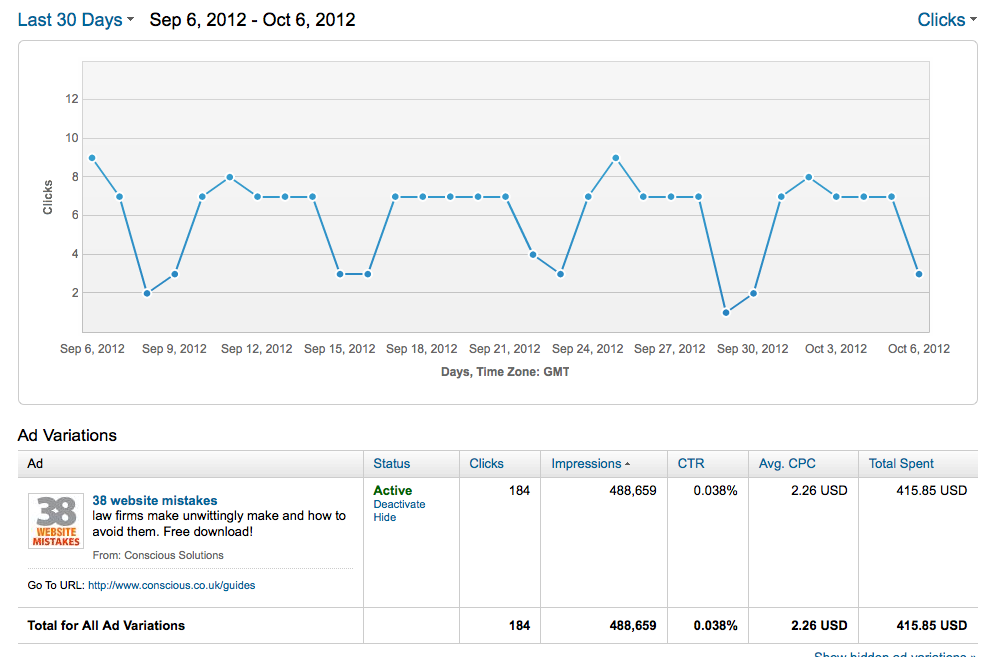 Last 30 Days Sep 6, 2012 - Oct 6, 2012 Clicks
12
10
8
6
4
2
Clicks
Sep 6, 2012 Sep 9, 2012 Sep 12, 2012 Sep 15, 2012 Sep 18, 2012 Sep 21, 2012 Sep 24, 2012 Sep 27, 2012 Sep 30, 2012 Oct 3, 2012 Oct 6, 2012
Days, Time Zone: GMT
Ad Variations
Ad Status Clicks Impressions CTR Avg. CPC Total Spent
38
WEBSITE
MISTAKES
38 website mistakes
law firms make unwittingly make and how to
avoid them. Free download!
From: Conscious Solutions
Go To URL: http://www.conscious.co.uk/guides
Active
Deactivate
Hide
184 488,659 0.038% 2.26 USD 415.85 USD
Total for All Ad Variations 184 488,659 0.038% 2.26 USD 415.85 USD
Show hidden ad variations »